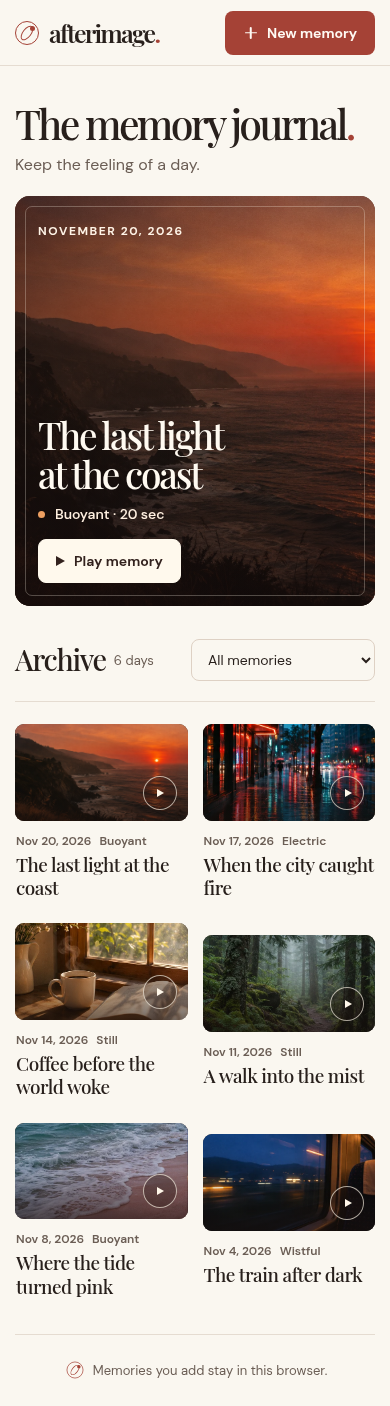 afterimage.
New memory
The memory journal.
Keep the feeling of a day.
NOVEMBER 20, 2026
The last light
at the coast
Buoyant · 20 sec
Play memory
Archive 6 days
All memories
Nov 20, 2026 Buoyant
The last light at the
coast
Nov 17, 2026 Electric
When the city caught
fire
Nov 14, 2026 Still
Coffee before the
world woke
Nov 11, 2026 Still
A walk into the mist
Nov 8, 2026 Buoyant
Where the tide
turned pink
Nov 4, 2026 Wistful
The train after dark
Memories you add stay in this browser.